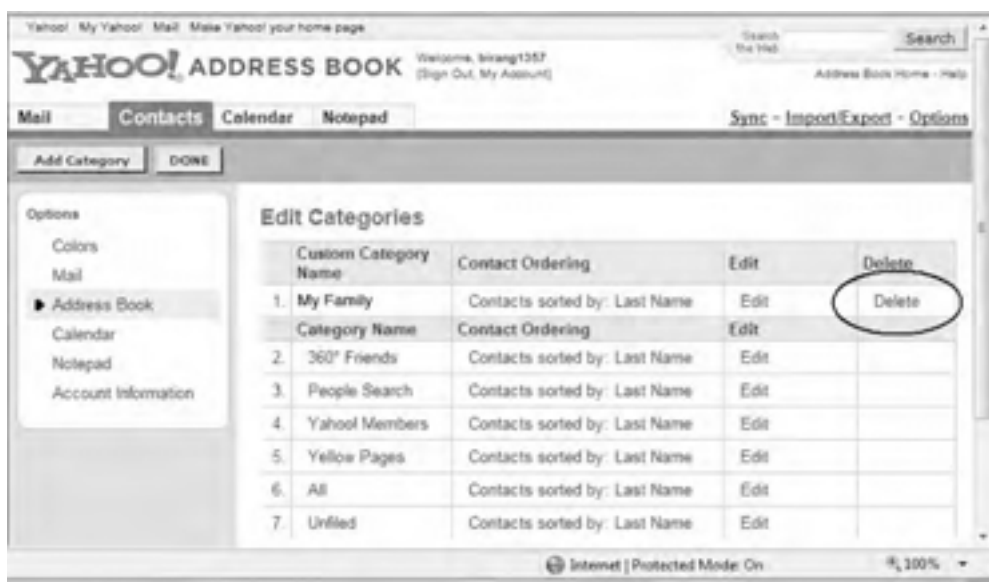 Yahoo! My Yahoo! Mail Make Yahoo! your home page
Search the Web
Search
YAHOO! ADDRESS BOOK
Welcome, birang1357
[Sign Out, My Account]
Address Book Home - Help
Mail Contacts Calendar Notepad
Sync - Import/Export - Options
Add Category DONE
Options
Colors
Mail
Address Book
Calendar
Notepad
Account Information
Edit Categories
Custom Category Name Contact Ordering Edit Delete
1. My Family Contacts sorted by: Last Name Edit Delete
Category Name Contact Ordering Edit
2. 360° Friends Contacts sorted by: Last Name Edit
3. People Search Contacts sorted by: Last Name Edit
4. Yahoo! Members Contacts sorted by: Last Name Edit
5. Yellow Pages Contacts sorted by: Last Name Edit
6. All Contacts sorted by: Last Name Edit
7. Unfiled Contacts sorted by: Last Name Edit
Internet | Protected Mode: On
100%